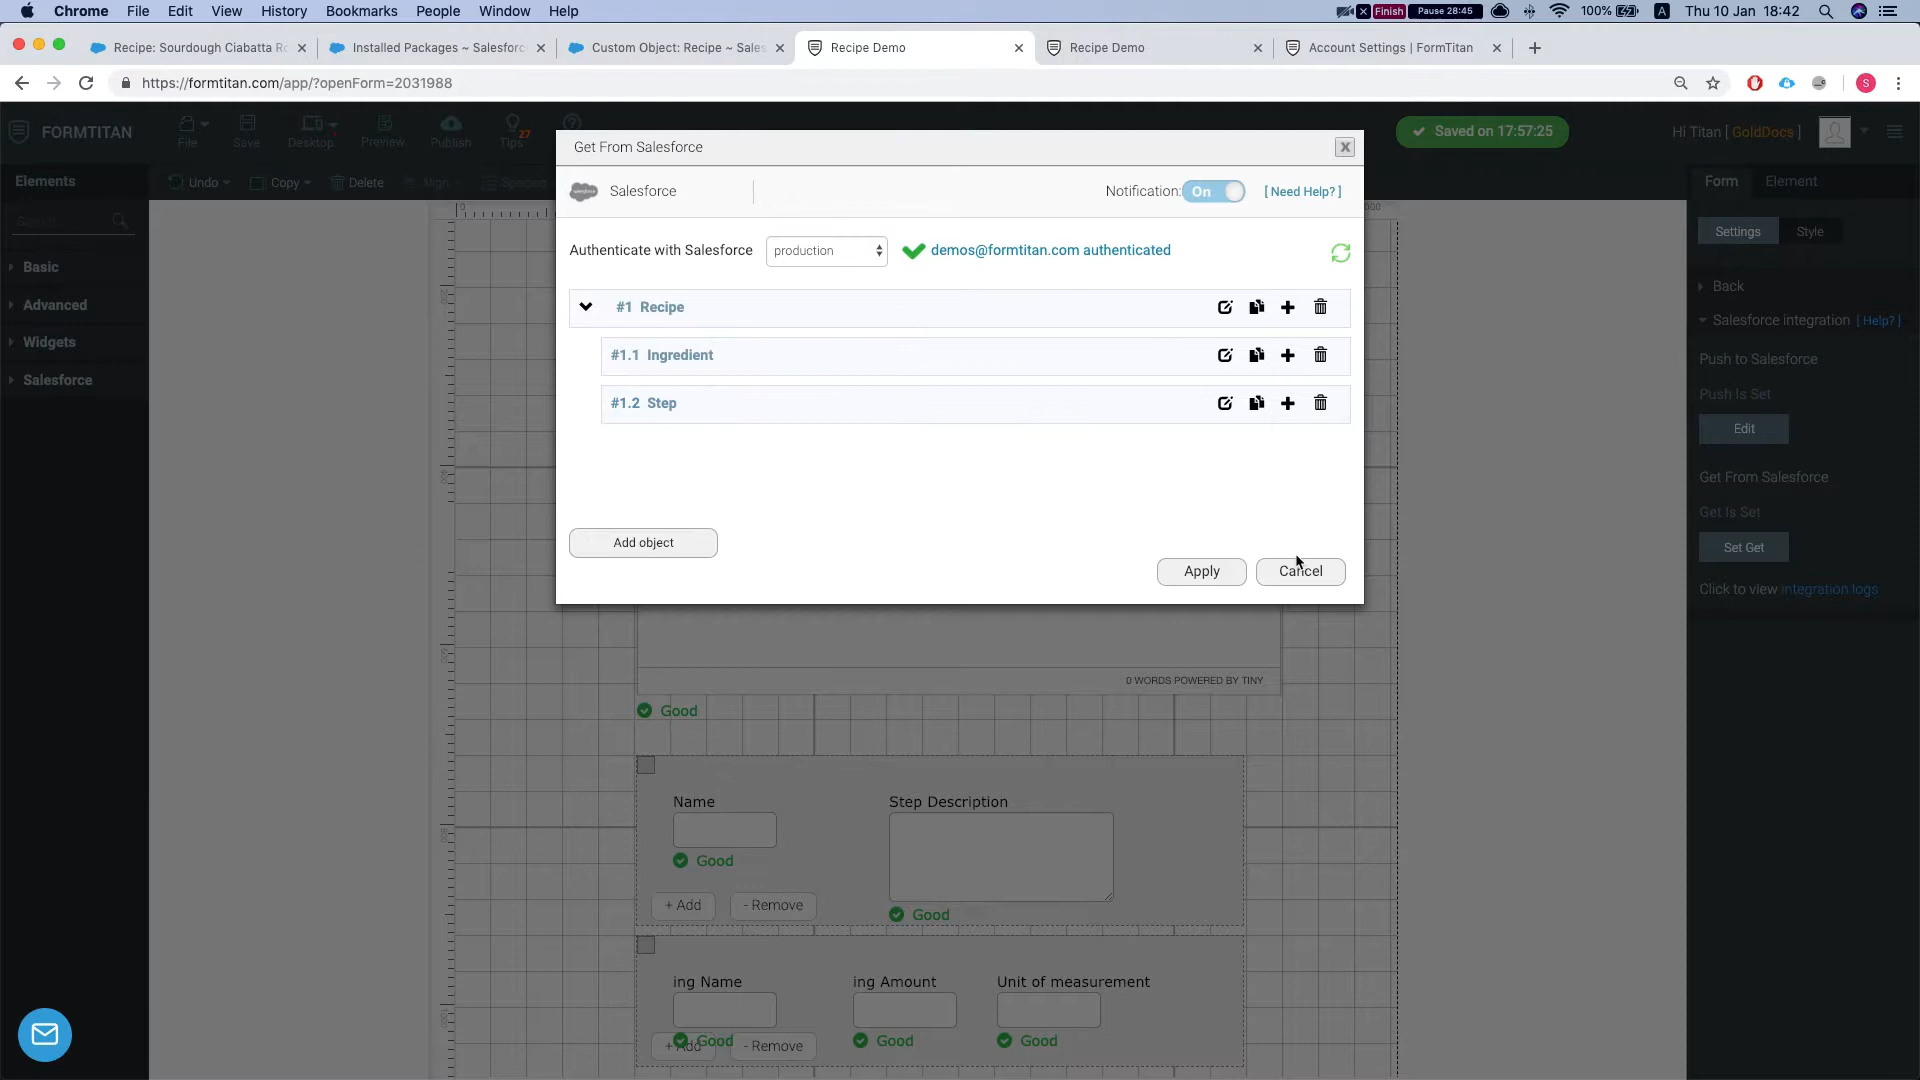 Chrome File Edit View History Bookmarks People Window Help Finish Pause 28:45 100% A Thu 10 Jan 18:42
Recipe: Sourdough Ciabatta Installed Packages ~ Salesforc Custom Object: Recipe ~ Sales Recipe Demo Recipe Demo Account Settings | FormTitan
https://formtitan.com/app/?openForm=2031988 S
FORMTITAN File Save Desktop Preview Publish Tips 27 Saved on 17:57:25 Hi Titan [ GoldDocs ]
Elements Undo Copy Delete Align Spacing Form Element
Search
Settings Style
Basic
Advanced
Widgets
Salesforce
Back
Salesforce integration [ Help? ]
Push to Salesforce
Push Is Set
Edit
Get From Salesforce
Get Is Set
Set Get
Click to view integration logs
Get From Salesforce X
Salesforce Notification: On [ Need Help? ]
Authenticate with Salesforce production demos@formtitan.com authenticated
#1 Recipe
#1.1 Ingredient
#1.2 Step
Add object
Apply Cancel
0 WORDS POWERED BY TINY
Good
Name Step Description
Good
+ Add - Remove
Good
ing Name ing Amount Unit of measurement
Good Good Good
+ Add - Remove